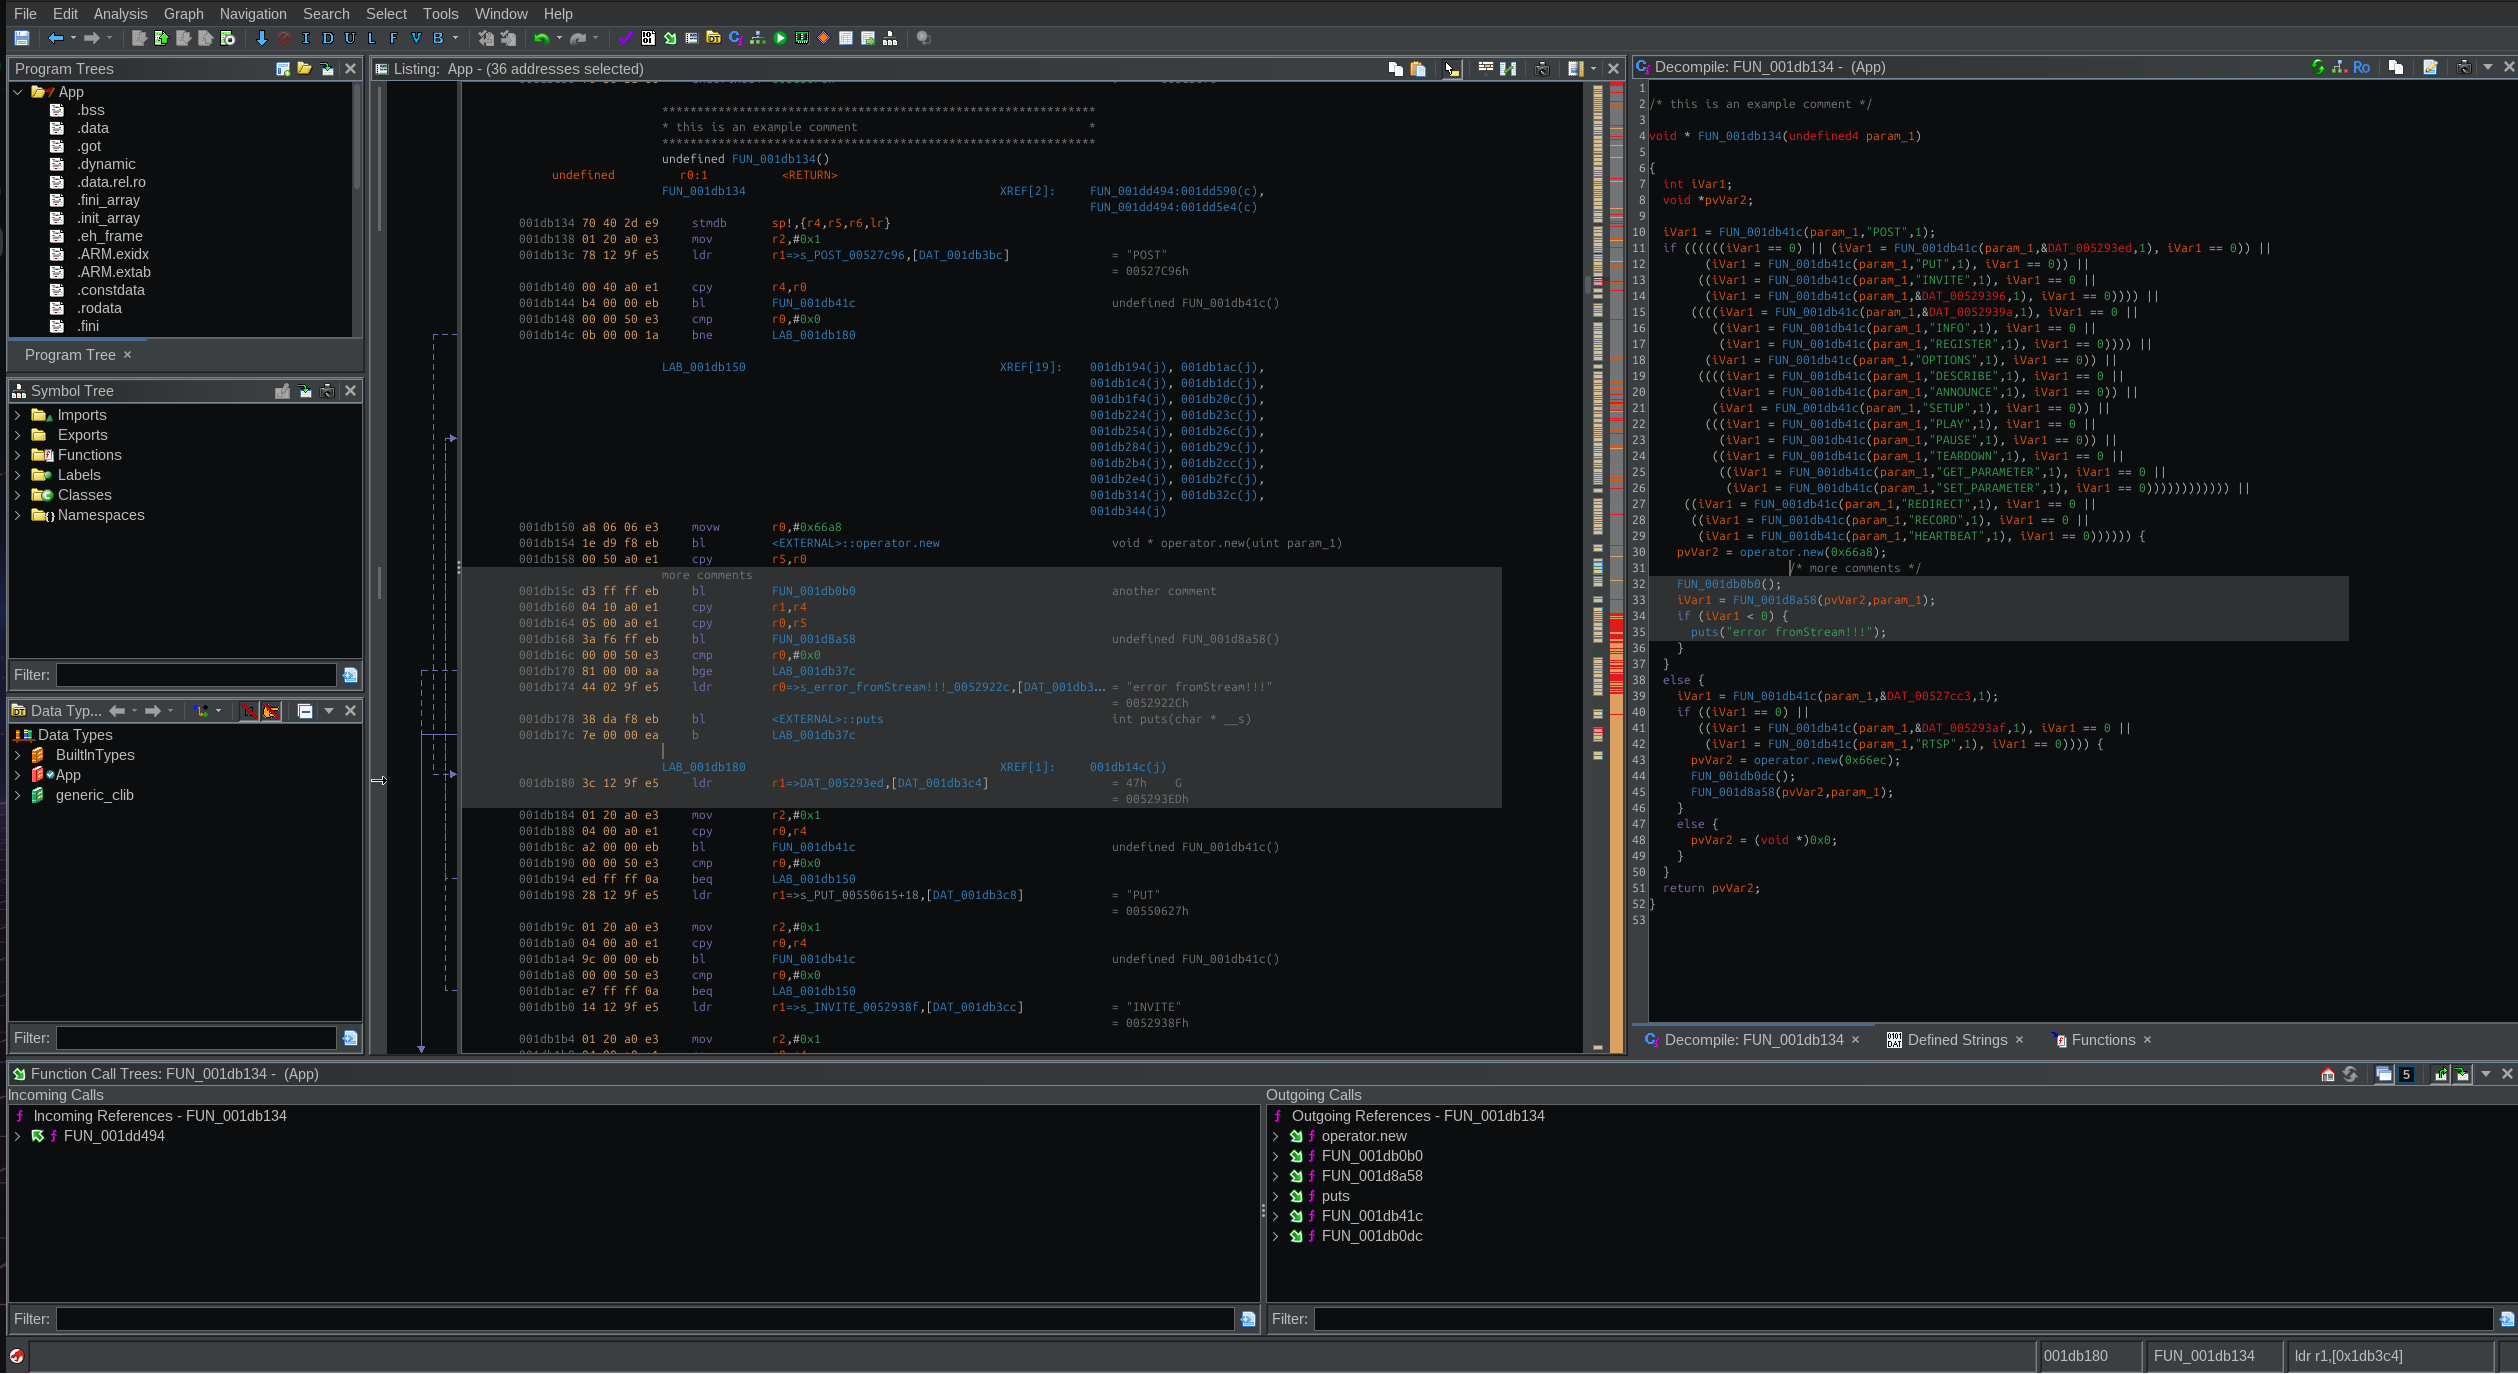 File Edit Analysis Graph Navigation Search Select Tools Window Help
I D U L F V B
Program Trees
App
.bss
.data
.got
.dynamic
.data.rel.ro
.fini_array
.init_array
.eh_frame
.ARM.exidx
.ARM.extab
.constdata
.rodata
.fini
Program Tree ×
Symbol Tree
Imports
Exports
Functions
Labels
Classes
Namespaces
Filter:
Data Typ...
Data Types
BuiltInTypes
App
generic_clib
Filter:
Listing: App - (36 addresses selected)
**************************************************************
* this is an example comment *
**************************************************************
undefined FUN_001db134()
undefined r0:1 <RETURN>
FUN_001db134 XREF[2]: FUN_001dd494:001dd590(c),
FUN_001dd494:001dd5e4(c)
001db134 70 40 2d e9 stmdb sp!,{r4,r5,r6,lr}
001db138 01 20 a0 e3 mov r2,#0x1
001db13c 78 12 9f e5 ldr r1=>s_POST_00527c96,[DAT_001db3bc] = "POST"
= 00527C96h
001db140 00 40 a0 e1 cpy r4,r0
001db144 b4 00 00 eb bl FUN_001db41c undefined FUN_001db41c()
001db148 00 00 50 e3 cmp r0,#0x0
001db14c 0b 00 00 1a bne LAB_001db180
LAB_001db150 XREF[19]: 001db194(j), 001db1ac(j),
001db1c4(j), 001db1dc(j),
001db1f4(j), 001db20c(j),
001db224(j), 001db23c(j),
001db254(j), 001db26c(j),
001db284(j), 001db29c(j),
001db2b4(j), 001db2cc(j),
001db2e4(j), 001db2fc(j),
001db314(j), 001db32c(j),
001db344(j)
001db150 a8 06 06 e3 movw r0,#0x66a8
001db154 1e d9 f8 eb bl <EXTERNAL>::operator.new void * operator.new(uint param_1)
001db158 00 50 a0 e1 cpy r5,r0
more comments
001db15c d3 ff ff eb bl FUN_001db0b0 another comment
001db160 04 10 a0 e1 cpy r1,r4
001db164 05 00 a0 e1 cpy r0,r5
001db168 3a f6 ff eb bl FUN_001d8a58 undefined FUN_001d8a58()
001db16c 00 00 50 e3 cmp r0,#0x0
001db170 81 00 00 aa bge LAB_001db37c
001db174 44 02 9f e5 ldr r0=>s_error_fromStream!!!_0052922c,[DAT_001db3... = "error fromStream!!!"
= 0052922Ch
001db178 38 da f8 eb bl <EXTERNAL>::puts int puts(char * __s)
001db17c 7e 00 00 ea b LAB_001db37c
LAB_001db180 XREF[1]: 001db14c(j)
001db180 3c 12 9f e5 ldr r1=>DAT_005293ed,[DAT_001db3c4] = 47h G
= 005293EDh
001db184 01 20 a0 e3 mov r2,#0x1
001db188 04 00 a0 e1 cpy r0,r4
001db18c a2 00 00 eb bl FUN_001db41c undefined FUN_001db41c()
001db190 00 00 50 e3 cmp r0,#0x0
001db194 ed ff ff 0a beq LAB_001db150
001db198 28 12 9f e5 ldr r1=>s_PUT_00550615+18,[DAT_001db3c8] = "PUT"
= 00550627h
001db19c 01 20 a0 e3 mov r2,#0x1
001db1a0 04 00 a0 e1 cpy r0,r4
001db1a4 9c 00 00 eb bl FUN_001db41c undefined FUN_001db41c()
001db1a8 00 00 50 e3 cmp r0,#0x0
001db1ac e7 ff ff 0a beq LAB_001db150
001db1b0 14 12 9f e5 ldr r1=>s_INVITE_0052938f,[DAT_001db3cc] = "INVITE"
= 0052938Fh
001db1b4 01 20 a0 e3 mov r2,#0x1
Decompile: FUN_001db134 - (App)
Ro
1
2 /* this is an example comment */
3
4 void * FUN_001db134(undefined4 param_1)
5
6 {
7 int iVar1;
8 void *pvVar2;
9
10 iVar1 = FUN_001db41c(param_1,"POST",1);
11 if ((((((iVar1 == 0) || (iVar1 = FUN_001db41c(param_1,&DAT_005293ed,1), iVar1 == 0)) ||
12 (iVar1 = FUN_001db41c(param_1,"PUT",1), iVar1 == 0)) ||
13 ((iVar1 = FUN_001db41c(param_1,"INVITE",1), iVar1 == 0 ||
14 (iVar1 = FUN_001db41c(param_1,&DAT_00529396,1), iVar1 == 0)))) ||
15 ((((iVar1 = FUN_001db41c(param_1,&DAT_0052939a,1), iVar1 == 0 ||
16 ((iVar1 = FUN_001db41c(param_1,"INFO",1), iVar1 == 0 ||
17 (iVar1 = FUN_001db41c(param_1,"REGISTER",1), iVar1 == 0)))) ||
18 (iVar1 = FUN_001db41c(param_1,"OPTIONS",1), iVar1 == 0)) ||
19 ((((iVar1 = FUN_001db41c(param_1,"DESCRIBE",1), iVar1 == 0 ||
20 (iVar1 = FUN_001db41c(param_1,"ANNOUNCE",1), iVar1 == 0)) ||
21 (iVar1 = FUN_001db41c(param_1,"SETUP",1), iVar1 == 0)) ||
22 (((iVar1 = FUN_001db41c(param_1,"PLAY",1), iVar1 == 0 ||
23 (iVar1 = FUN_001db41c(param_1,"PAUSE",1), iVar1 == 0)) ||
24 ((iVar1 = FUN_001db41c(param_1,"TEARDOWN",1), iVar1 == 0 ||
25 ((iVar1 = FUN_001db41c(param_1,"GET_PARAMETER",1), iVar1 == 0 ||
26 (iVar1 = FUN_001db41c(param_1,"SET_PARAMETER",1), iVar1 == 0)))))))))))) ||
27 ((iVar1 = FUN_001db41c(param_1,"REDIRECT",1), iVar1 == 0 ||
28 ((iVar1 = FUN_001db41c(param_1,"RECORD",1), iVar1 == 0 ||
29 (iVar1 = FUN_001db41c(param_1,"HEARTBEAT",1), iVar1 == 0)))))) {
30 pvVar2 = operator.new(0x66a8);
31 /* more comments */
32 FUN_001db0b0();
33 iVar1 = FUN_001d8a58(pvVar2,param_1);
34 if (iVar1 < 0) {
35 puts("error fromStream!!!");
36 }
37 }
38 else {
39 iVar1 = FUN_001db41c(param_1,&DAT_00527cc3,1);
40 if ((iVar1 == 0) ||
41 ((iVar1 = FUN_001db41c(param_1,&DAT_005293af,1), iVar1 == 0 ||
42 (iVar1 = FUN_001db41c(param_1,"RTSP",1), iVar1 == 0)))) {
43 pvVar2 = operator.new(0x66ec);
44 FUN_001db0dc();
45 FUN_001d8a58(pvVar2,param_1);
46 }
47 else {
48 pvVar2 = (void *)0x0;
49 }
50 }
51 return pvVar2;
52 }
53
Decompile: FUN_001db134 × Defined Strings × Functions ×
Function Call Trees: FUN_001db134 - (App)
5
Incoming Calls
Incoming References - FUN_001db134
FUN_001dd494
Filter:
Outgoing Calls
Outgoing References - FUN_001db134
operator.new
FUN_001db0b0
FUN_001d8a58
puts
FUN_001db41c
FUN_001db0dc
Filter:
001db180 FUN_001db134 ldr r1,[0x1db3c4]